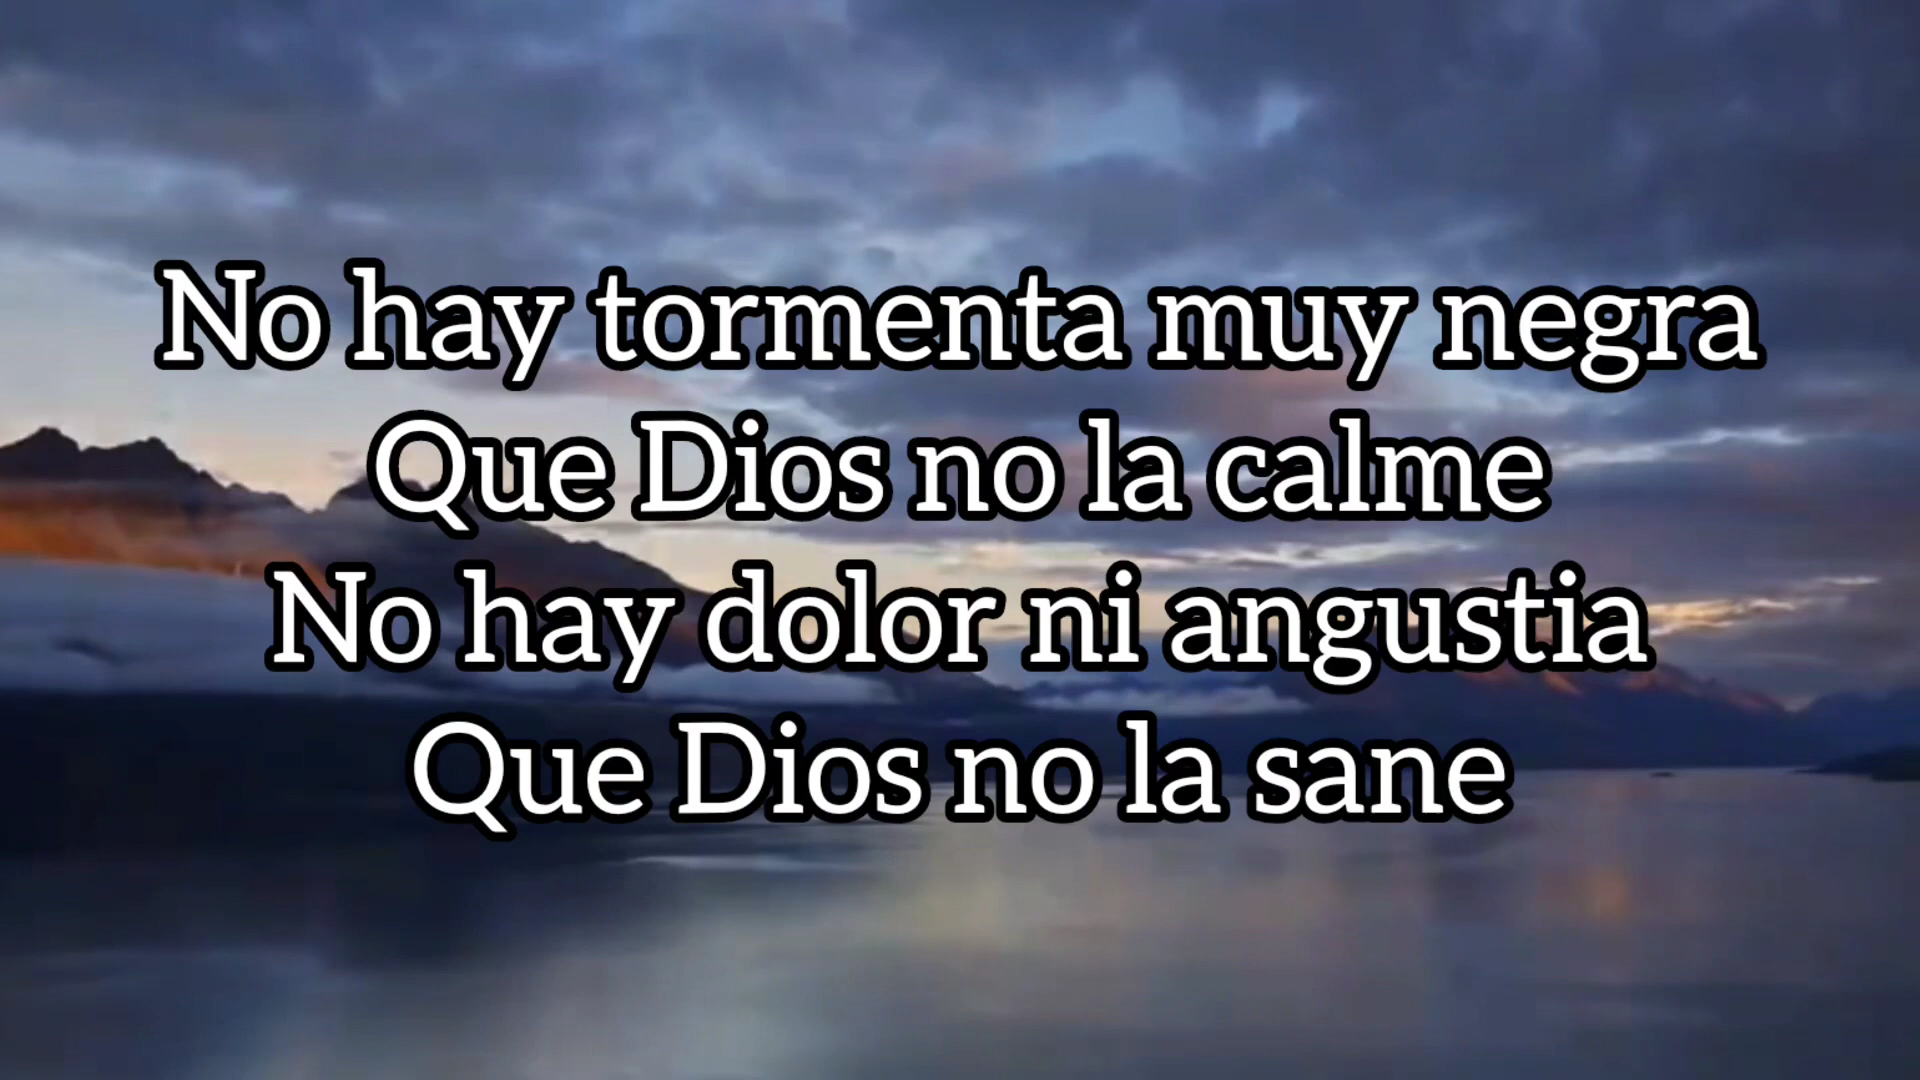 No hay tormenta muy negra
Que Dios no la calme
No hay dolor ni angustia
Que Dios no la sane